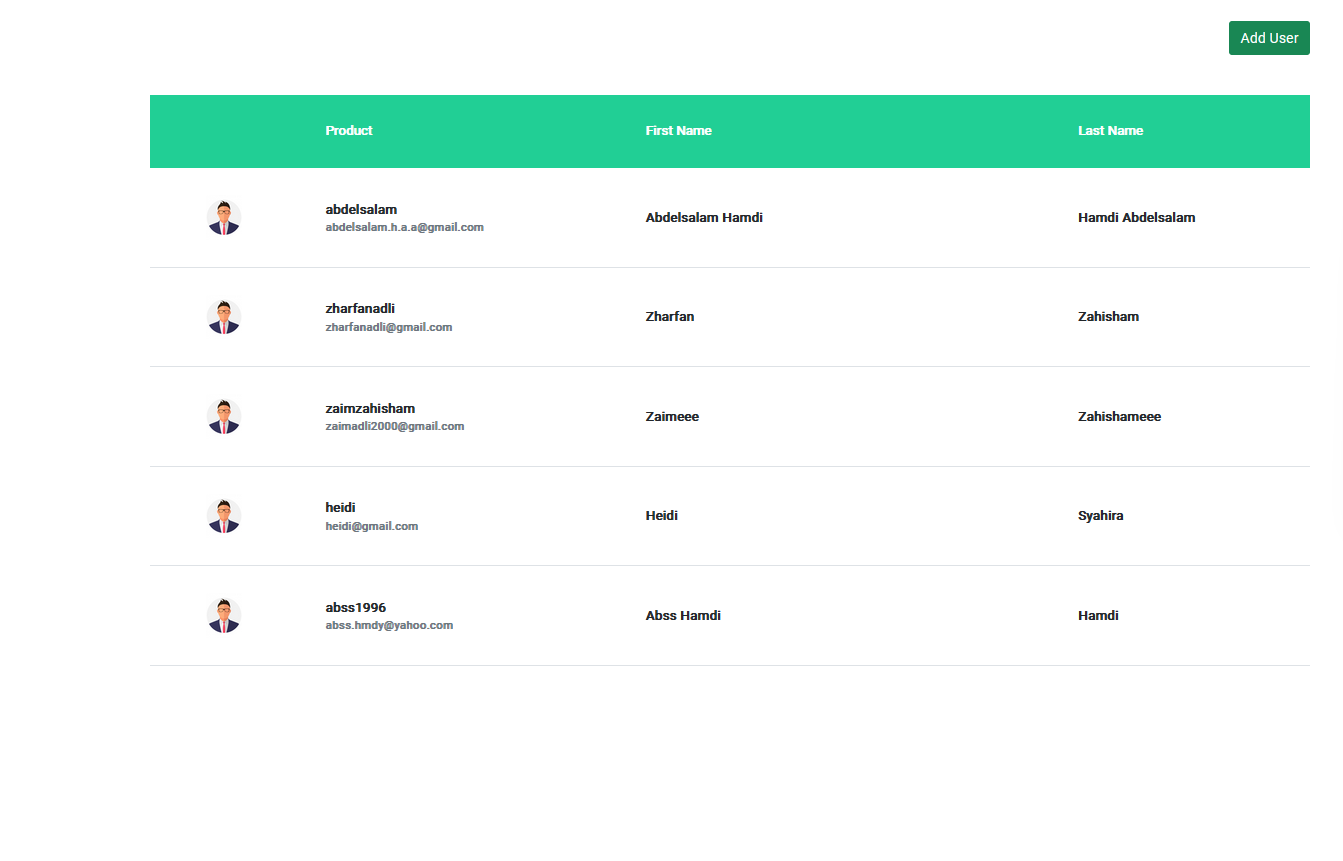 Add User
Product First Name Last Name
abdelsalam
abdelsalam.h.a.a@gmail.com
Abdelsalam Hamdi
Hamdi Abdelsalam
zharfanadli
zharfanadli@gmail.com
Zharfan
Zahisham
zaimzahisham
zaimadli2000@gmail.com
Zaimeee
Zahishameee
heidi
heidi@gmail.com
Heidi
Syahira
abss1996
abss.hmdy@yahoo.com
Abss Hamdi
Hamdi